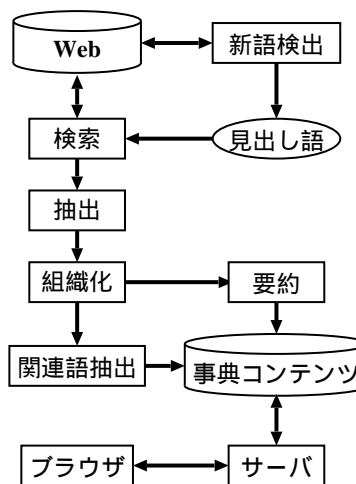 Web
新語検出
検索
見出し語
抽出
組織化
要約
関連語抽出
事典コンテンツ
ブラウザ
サーバ